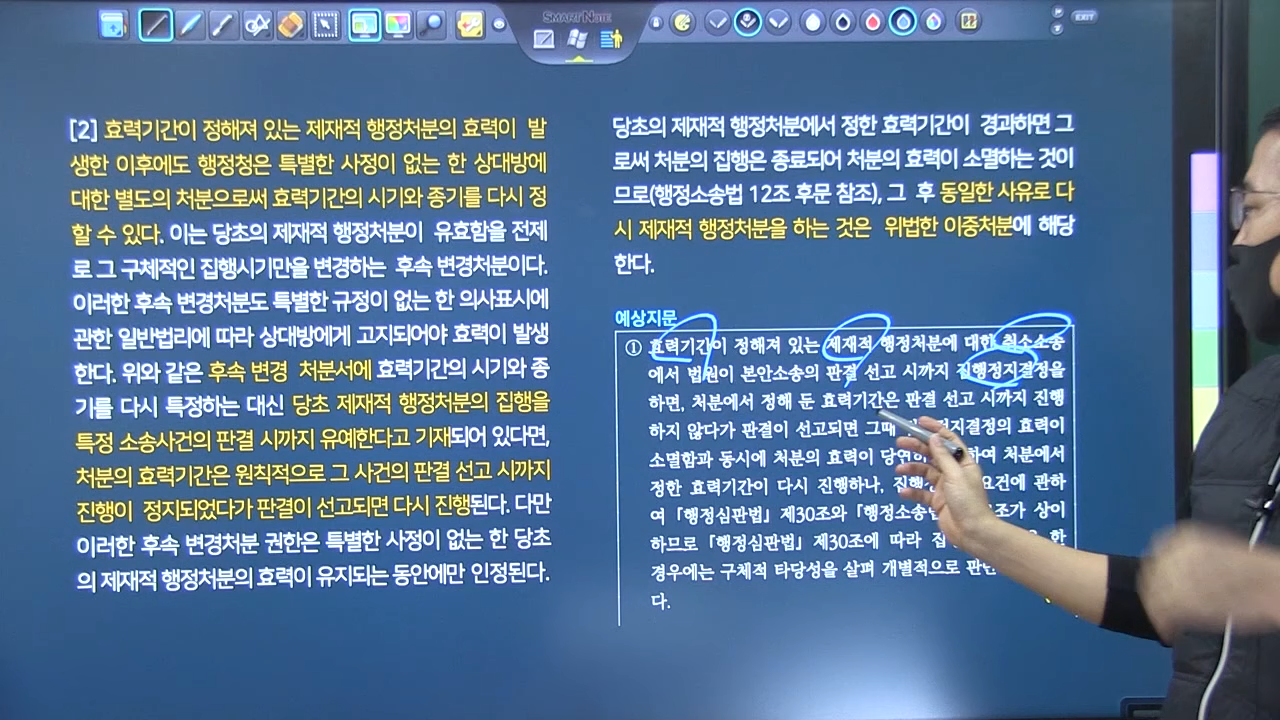 SMART NOTE
EXIT
[2] 효력기간이 정해져 있는 제재적 행정처분의 효력이 발
생한 이후에도 행정청은 특별한 사정이 없는 한 상대방에
대한 별도의 처분으로써 효력기간의 시기와 종기를 다시 정
할 수 있다. 이는 당초의 제재적 행정처분이 유효함을 전제
로 그 구체적인 집행시기만을 변경하는 후속 변경처분이다.
이러한 후속 변경처분도 특별한 규정이 없는 한 의사표시에
관한 일반법리에 따라 상대방에게 고지되어야 효력이 발생
한다. 위와 같은 후속 변경 처분서에 효력기간의 시기와 종
기를 다시 특정하는 대신 당초 제재적 행정처분의 집행을
특정 소송사건의 판결 시까지 유예한다고 기재되어 있다면,
처분의 효력기간은 원칙적으로 그 사건의 판결 선고 시까지
진행이 정지되었다가 판결이 선고되면 다시 진행된다. 다만
이러한 후속 변경처분 권한은 특별한 사정이 없는 한 당초
의 제재적 행정처분의 효력이 유지되는 동안에만 인정된다.
당초의 제재적 행정처분에서 정한 효력기간이 경과하면 그
로써 처분의 집행은 종료되어 처분의 효력이 소멸하는 것이
므로(행정소송법 12조 후문 참조), 그 후 동일한 사유로 다
시 제재적 행정처분을 하는 것은 위법한 이중처분에 해당
한다.
예상지문
① 효력기간이 정해져 있는 제재적 행정처분에 대한 취소소송
에서 법원이 본안소송의 판결 선고 시까지 집행정지결정을
하면, 처분에서 정해 둔 효력기간은 판결 선고 시까지 진행
하지 않다가 판결이 선고되면 그때 정지결정의 효력이
소멸함과 동시에 처분의 효력이 당연히 하여 처분에서
정한 효력기간이 다시 진행하나, 진행 요건에 관하
여 「행정심판법」 제30조와 「행정소송 조가 상이
하므로 「행정심판법」 제30조에 따라 한
경우에는 구체적 타당성을 살펴 개별적으로
다.